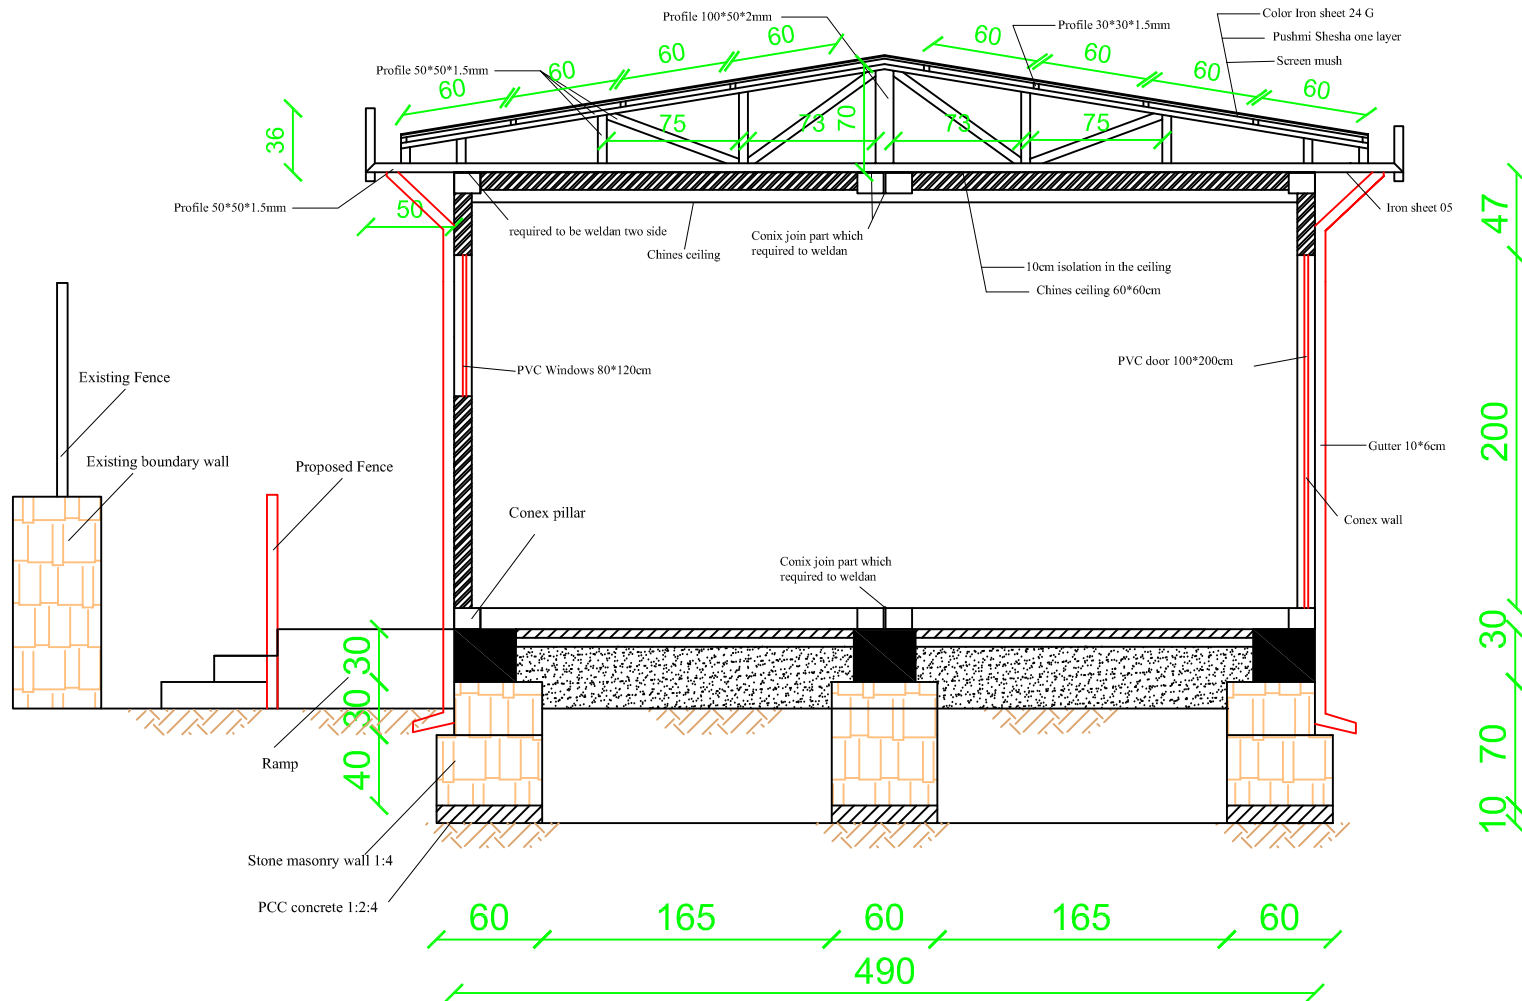 Profile 100*50*2mm
Color Iron sheet 24 G
Profile 30*30*1.5mm
Pushmi Shesha one layer
Screen mush
Profile 50*50*1.5mm
60
60
60
60
60
60
60
60
36
75
73
70
73
75
Profile 50*50*1.5mm
50
required to be weldan two side
Chines ceiling
Conix join part which
required to weldan
10cm isolation in the ceiling
Chines ceiling 60*60cm
Iron sheet 05
47
PVC Windows 80*120cm
PVC door 100*200cm
Existing Fence
Existing boundary wall
Proposed Fence
Gutter 10*6cm
200
Conex pillar
Conex wall
Conix join part which
required to weldan
30
30
30
40
70
10
Ramp
Stone masonry wall 1:4
PCC concrete 1:2:4
60
165
60
165
60
490